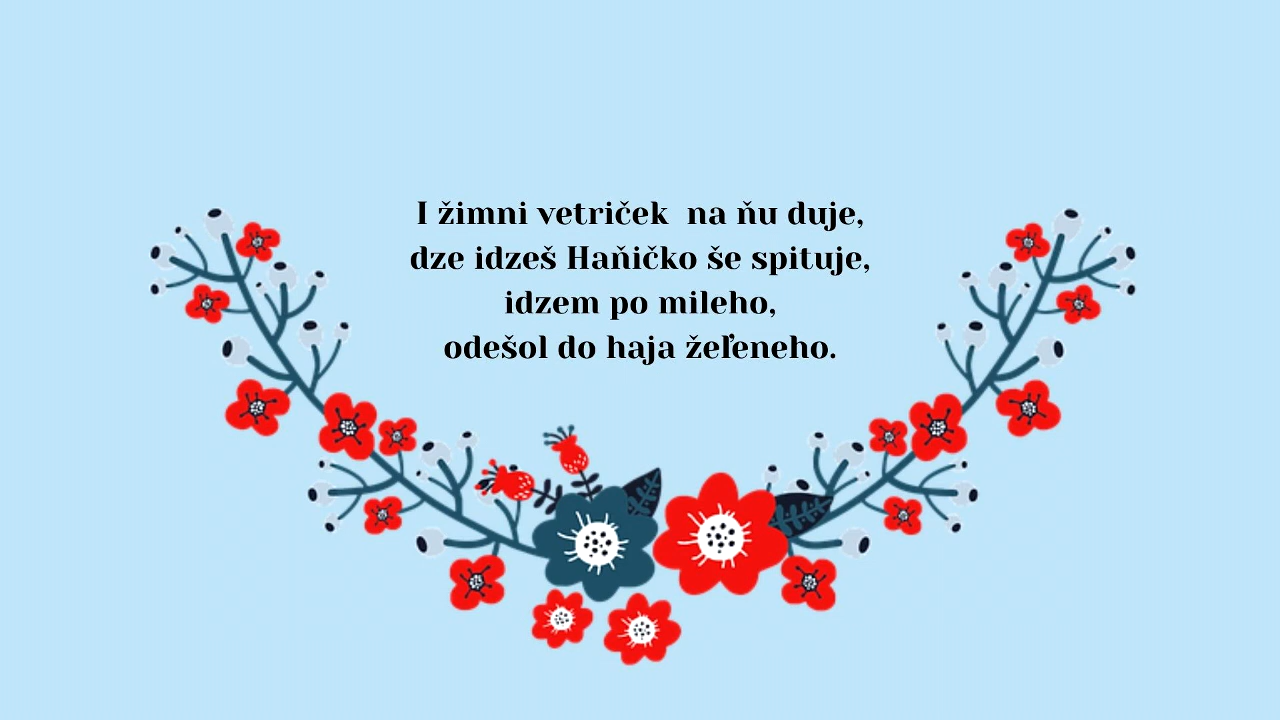 I žimni vetriček na ňu duje,
dze idzeš Haňičko še spituje,
idzem po mileho,
odešol do haja žeľeneho.